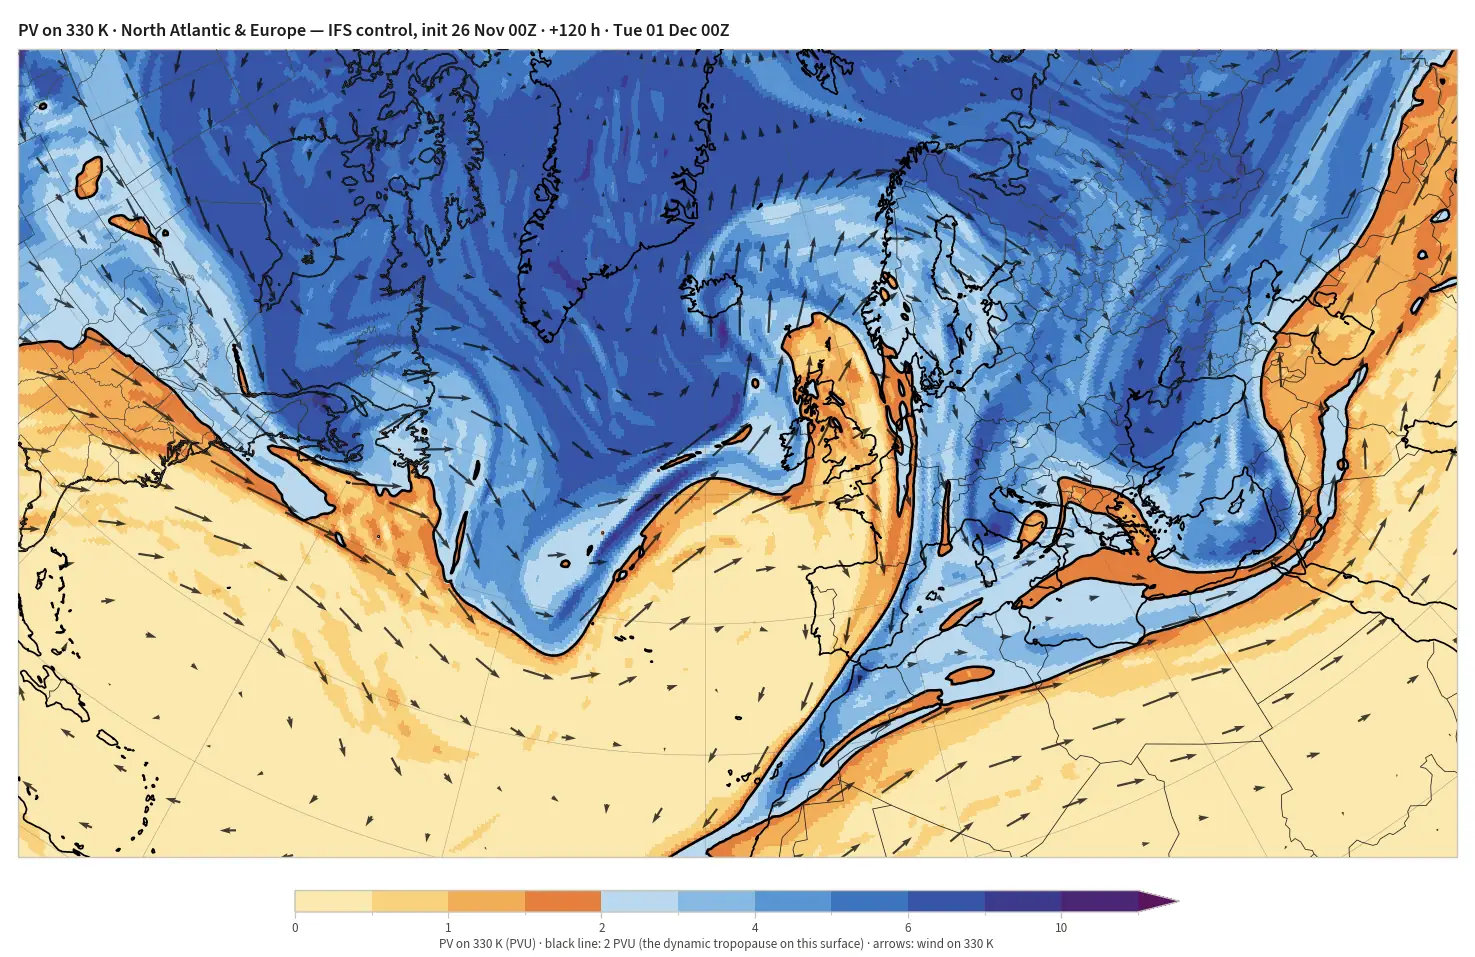 PV on 330 K · North Atlantic & Europe — IFS control, init 26 Nov 00Z · +120 h · Tue 01 Dec 00Z
0 1 2 4 6 10
PV on 330 K (PVU) · black line: 2 PVU (the dynamic tropopause on this surface) · arrows: wind on 330 K